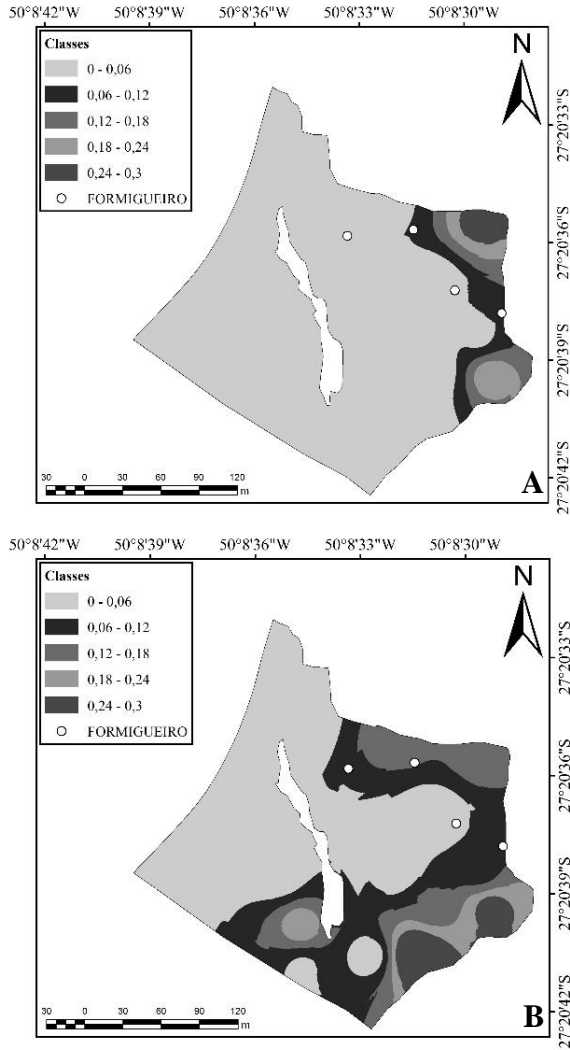 50°8'42"W 50°8'39"W 50°8'36"W 50°8'33"W 50°8'30"W
Classes
0 - 0,06
0,06 - 0,12
0,12 - 0,18
0,18 - 0,24
0,24 - 0,3
FORMIGUEIRO
N
27°20'33"S
27°20'36"S
27°20'39"S
27°20'42"S
30 0 30 60 90 120
m
A
50°8'42"W 50°8'39"W 50°8'36"W 50°8'33"W 50°8'30"W
Classes
0 - 0,06
0,06 - 0,12
0,12 - 0,18
0,18 - 0,24
0,24 - 0,3
FORMIGUEIRO
N
27°20'33"S
27°20'36"S
27°20'39"S
27°20'42"S
30 0 30 60 90 120
m
B